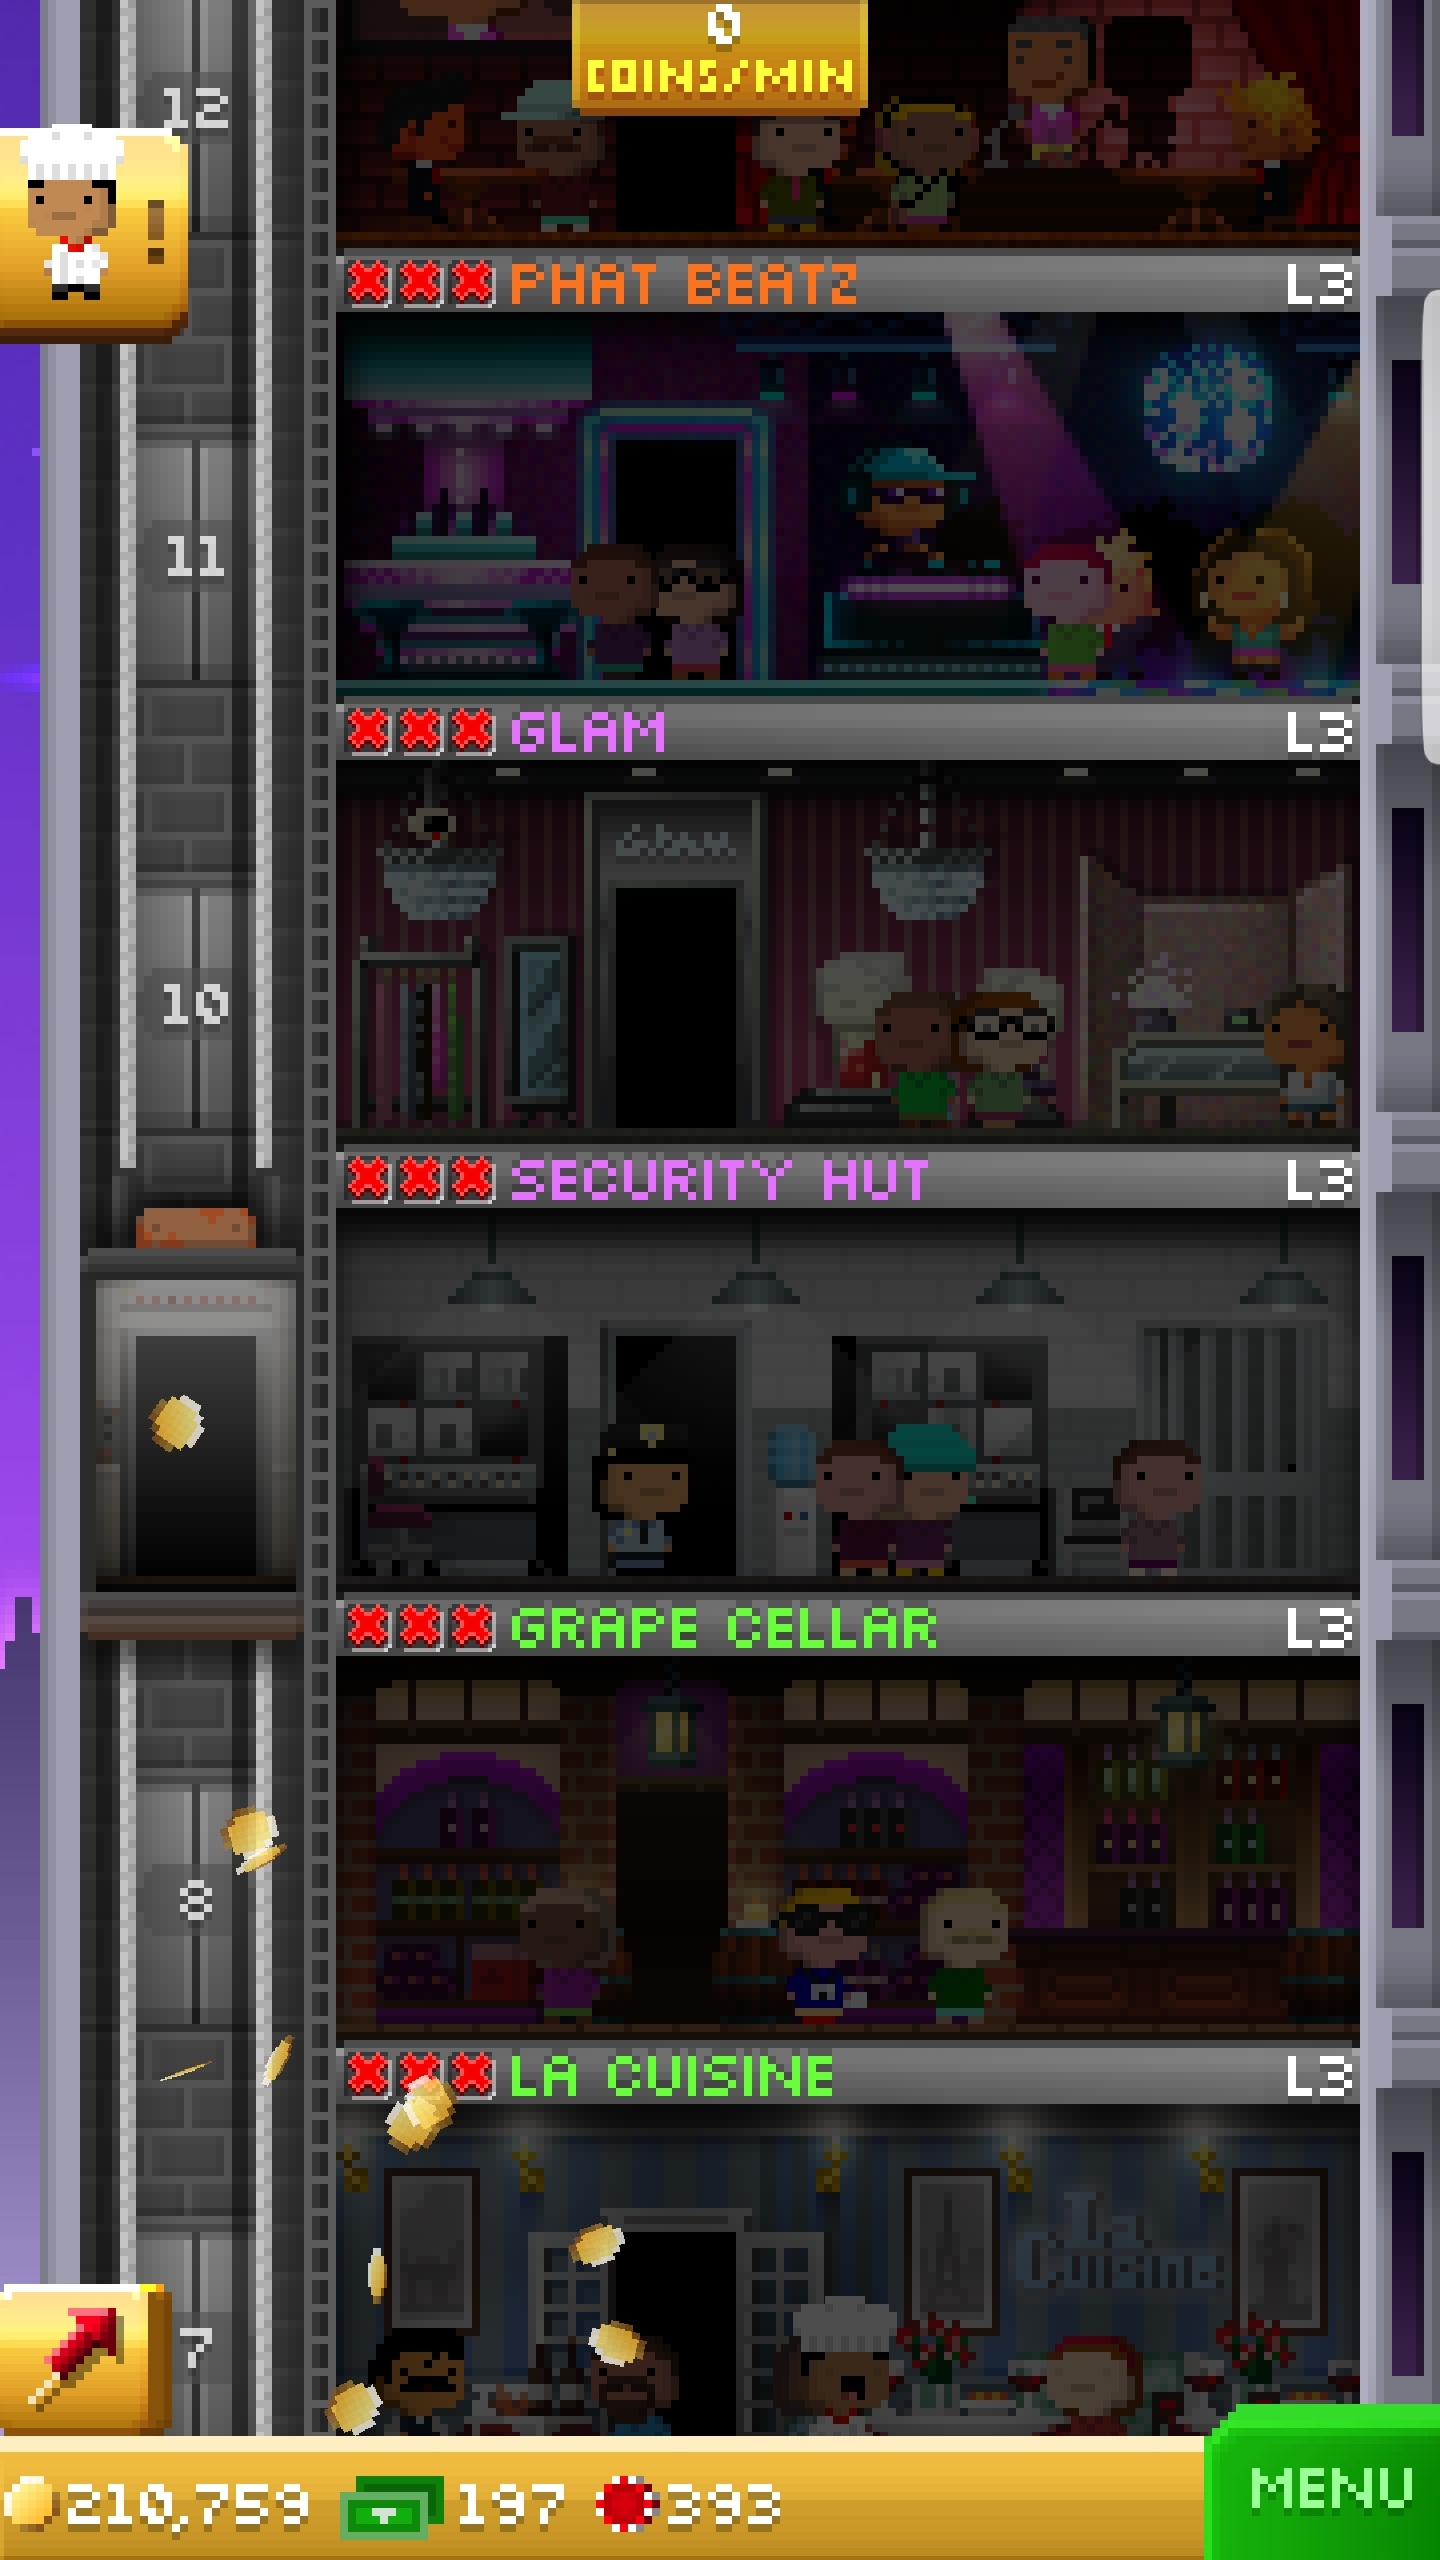 0
COINS/MIN
12
!
PHAT BEATZ L3
11
GLAM L3
Glam
10
SECURITY HUT L3
GRAPE CELLAR L3
8
LA CUISINE L3
La
Cuisine
7
210,759 197 393
MENU